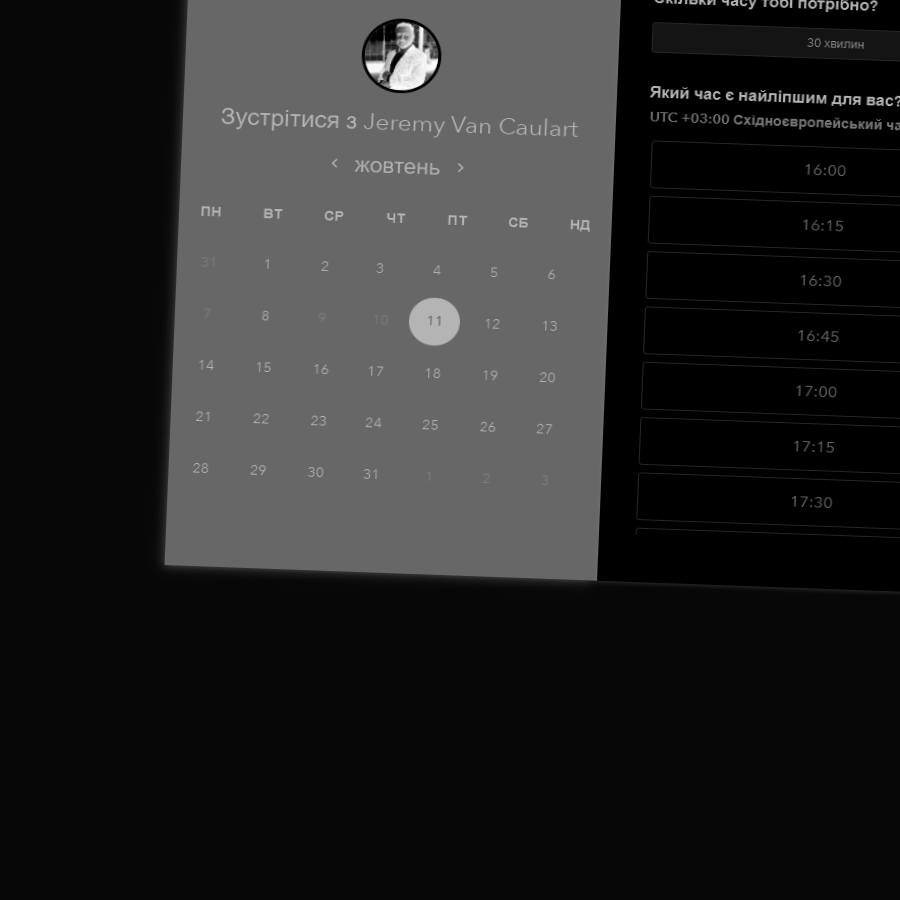 Зустрітися з Jeremy Van Caulart
жовтень
ПН ВТ СР ЧТ ПТ СБ НД
31 1 2 3 4 5 6
7 8 9 10 11 12 13
14 15 16 17 18 19 20
21 22 23 24 25 26 27
28 29 30 31 1 2 3
Скільки часу тобі потрібно?
30 хвилин
Який час є найліпшим для вас?
UTC +03:00 Східноєвропейський
16:00
16:15
16:30
16:45
17:00
17:15
17:30